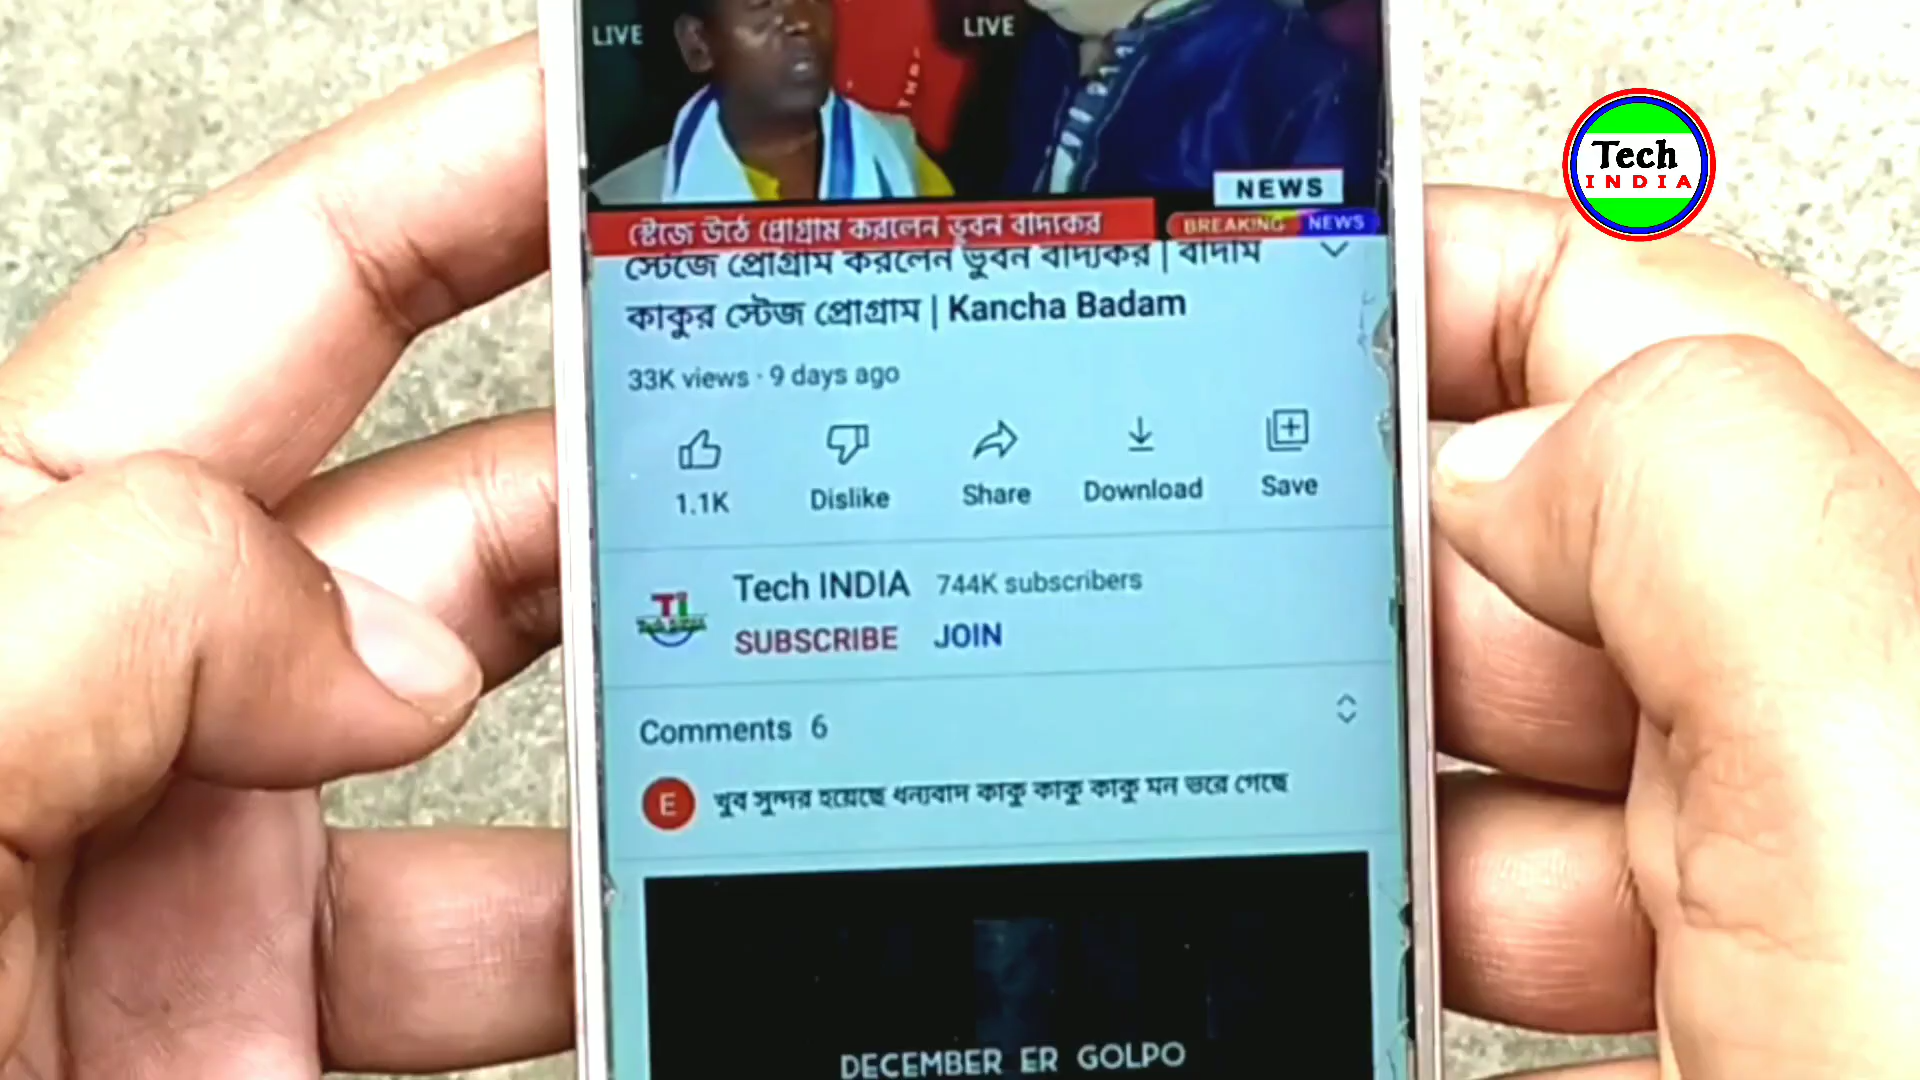 LIVE
LIVE
Tech
INDIA
NEWS
স্টেজে উঠে প্রোগ্রাম করলেন ভুবন বাদ্যকর
BREAKING NEWS
স্টেজে প্রোগ্রাম করলেন ভুবন বাদ্যকর | বাদাম
কাকুর স্টেজ প্রোগ্রাম | Kancha Badam
33K views · 9 days ago
1.1K Dislike Share Download Save
Tech INDIA 744K subscribers
SUBSCRIBE JOIN
Comments 6
E খুব সুন্দর হয়েছে ধন্যবাদ কাকু কাকু কাকু মন ভরে গেছে
DECEMBER ER GOLPO